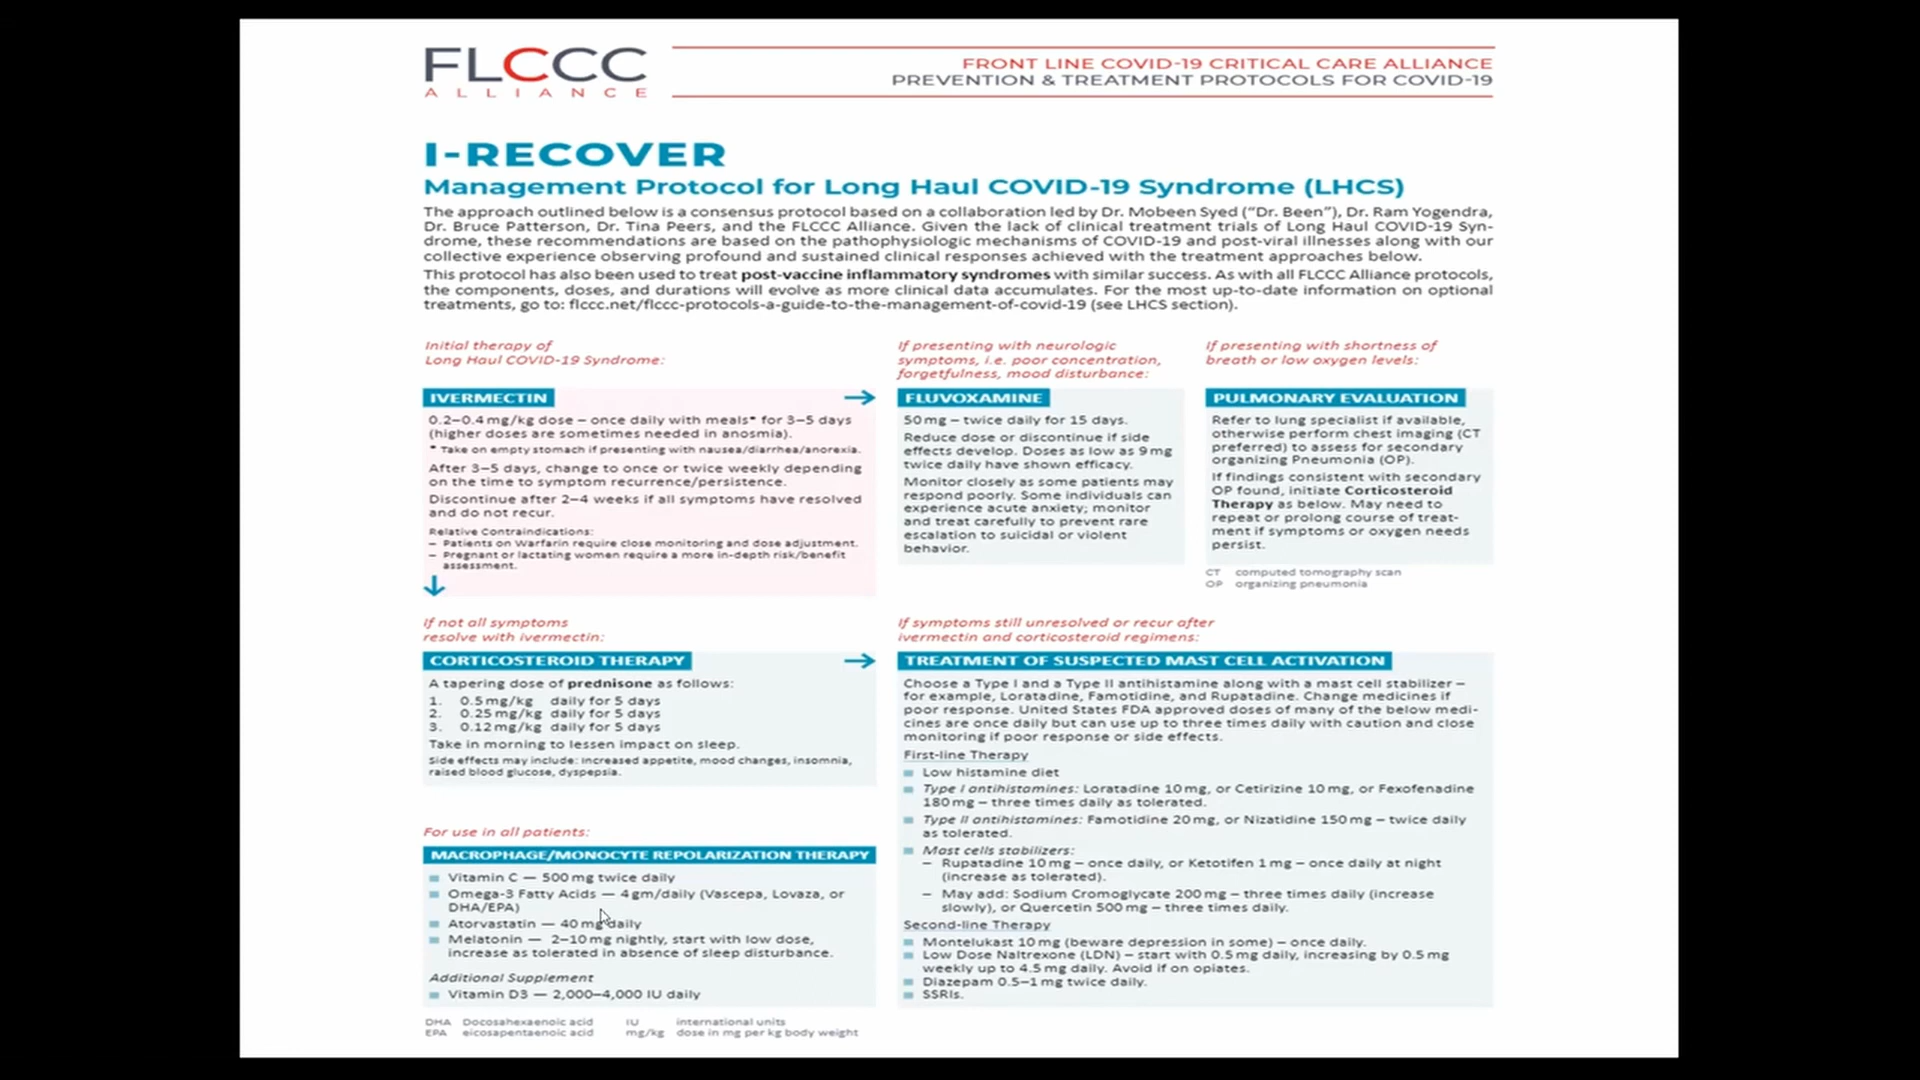 FLCCC
ALLIANCE
FRONT LINE COVID-19 CRITICAL CARE ALLIANCE
PREVENTION & TREATMENT PROTOCOLS FOR COVID-19
I-RECOVER
Management Protocol for Long Haul COVID-19 Syndrome (LHCS)
The approach outlined below is a consensus protocol based on a collaboration led by Dr. Mobeen Syed (“Dr. Been”), Dr. Ram Yogendra,
Dr. Bruce Patterson, Dr. Tina Peers, and the FLCCC Alliance. Given the lack of clinical treatment trials of Long Haul COVID-19 Syn-
drome, these recommendations are based on the pathophysiologic mechanisms of COVID-19 and post-viral illnesses along with our
collective experience observing profound and sustained clinical responses achieved with the treatment approaches below.
This protocol has also been used to treat post-vaccine inflammatory syndromes with similar success. As with all FLCCC Alliance protocols,
the components, doses, and durations will evolve as more clinical data accumulates. For the most up-to-date information on optional
treatments, go to: flccc.net/flccc-protocols-a-guide-to-the-management-of-covid-19 (see LHCS section).
Initial therapy of
Long Haul COVID-19 Syndrome:
IVERMECTIN
0.2–0.4 mg/kg dose – once daily with meals* for 3–5 days
(higher doses are sometimes needed in anosmia).
* Take on empty stomach if presenting with nausea/diarrhea/anorexia.
After 3–5 days, change to once or twice weekly depending
on the time to symptom recurrence/persistence.
Discontinue after 2–4 weeks if all symptoms have resolved
and do not recur.
Relative Contraindications:
– Patients on Warfarin require close monitoring and dose adjustment.
– Pregnant or lactating women require a more in-depth risk/benefit
assessment.
If presenting with neurologic
symptoms, i.e. poor concentration,
forgetfulness, mood disturbance:
FLUVOXAMINE
50 mg – twice daily for 15 days.
Reduce dose or discontinue if side
effects develop. Doses as low as 9 mg
twice daily have shown efficacy.
Monitor closely as some patients may
respond poorly. Some individuals can
experience acute anxiety; monitor
and treat carefully to prevent rare
escalation to suicidal or violent
behavior.
If presenting with shortness of
breath or low oxygen levels:
PULMONARY EVALUATION
Refer to lung specialist if available,
otherwise perform chest imaging (CT
preferred) to assess for secondary
organizing Pneumonia (OP).
If findings consistent with secondary
OP found, initiate Corticosteroid
Therapy as below. May need to
repeat or prolong course of treat-
ment if symptoms or oxygen needs
persist.
CT computed tomography scan
OP organizing pneumonia
If not all symptoms
resolve with ivermectin:
CORTICOSTEROID THERAPY
A tapering dose of prednisone as follows:
1. 0.5 mg/kg daily for 5 days
2. 0.25 mg/kg daily for 5 days
3. 0.12 mg/kg daily for 5 days
Take in morning to lessen impact on sleep.
Side effects may include: increased appetite, mood changes, insomnia,
raised blood glucose, dyspepsia.
For use in all patients:
MACROPHAGE/MONOCYTE REPOLARIZATION THERAPY
Vitamin C — 500 mg twice daily
Omega-3 Fatty Acids — 4 gm/daily (Vascepa, Lovaza, or
DHA/EPA)
Atorvastatin — 40 mg daily
Melatonin — 2–10 mg nightly, start with low dose,
increase as tolerated in absence of sleep disturbance.
Additional Supplement
Vitamin D3 — 2,000–4,000 IU daily
If symptoms still unresolved or recur after
ivermectin and corticosteroid regimens:
TREATMENT OF SUSPECTED MAST CELL ACTIVATION
Choose a Type I and a Type II antihistamine along with a mast cell stabilizer –
for example, Loratadine, Famotidine, and Rupatadine. Change medicines if
poor response. United States FDA approved doses of many of the below medi-
cines are once daily but can use up to three times daily with caution and close
monitoring if poor response or side effects.
First-line Therapy
Low histamine diet
Type I antihistamines: Loratadine 10 mg, or Cetirizine 10 mg, or Fexofenadine
180 mg – three times daily as tolerated.
Type II antihistamines: Famotidine 20 mg, or Nizatidine 150 mg – twice daily
as tolerated.
Mast cells stabilizers:
– Rupatadine 10 mg – once daily, or Ketotifen 1 mg – once daily at night
(increase as tolerated).
– May add: Sodium Cromoglycate 200 mg – three times daily (increase
slowly), or Quercetin 500 mg – three times daily.
Second-line Therapy
Montelukast 10 mg (beware depression in some) – once daily.
Low Dose Naltrexone (LDN) – start with 0.5 mg daily, increasing by 0.5 mg
weekly up to 4.5 mg daily. Avoid if on opiates.
Diazepam 0.5–1 mg twice daily.
SSRIs.
DHA Docosahexaenoic acid IU international units
EPA eicosapentaenoic acid mg/kg dose in mg per kg body weight